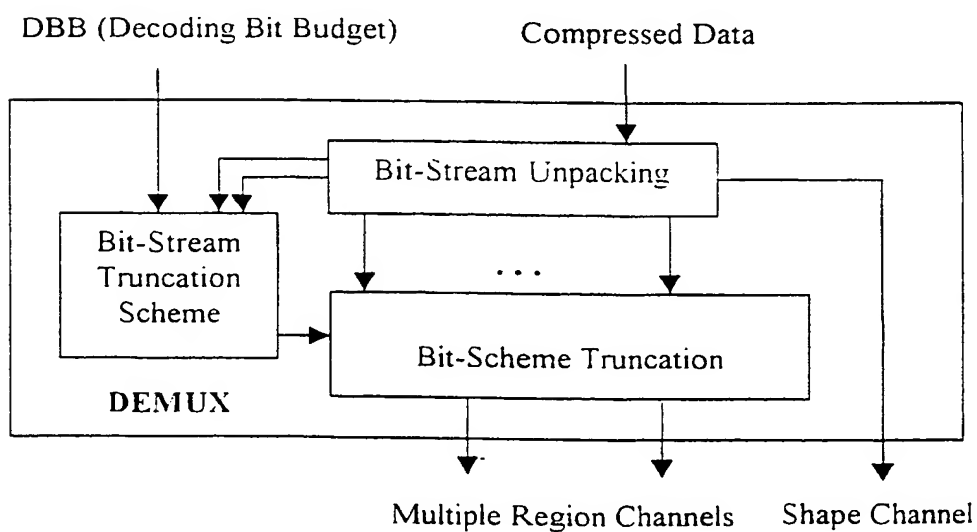 DBB (Decoding Bit Budget)
Compressed Data
Bit-Stream Unpacking
Bit-Stream
Truncation
Scheme
...
Bit-Scheme Truncation
DEMUX
Multiple Region Channels
Shape Channel